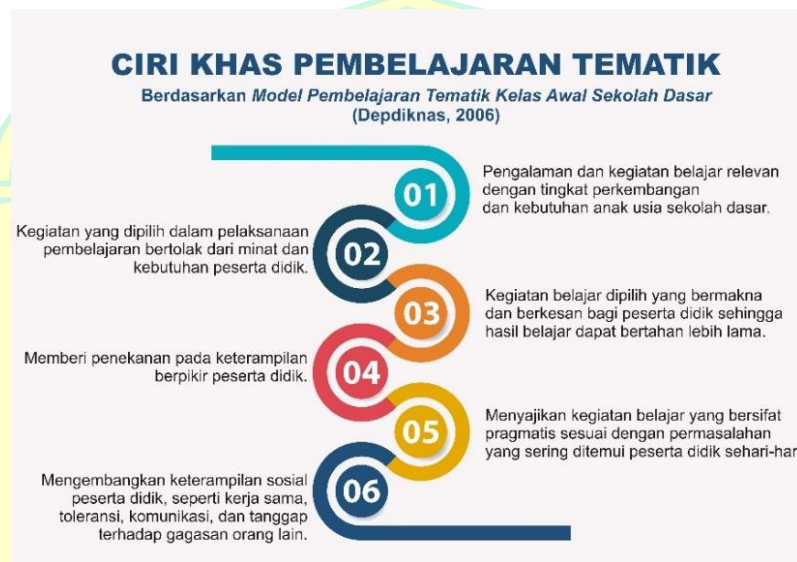 CIRI KHAS PEMBELAJARAN TEMATIK
Berdasarkan Model Pembelajaran Tematik Kelas Awal Sekolah Dasar
(Depdiknas, 2006)
01
Pengalaman dan kegiatan belajar relevan
dengan tingkat perkembangan
dan kebutuhan anak usia sekolah dasar.
Kegiatan yang dipilih dalam pelaksanaan
pembelajaran bertolak dari minat dan
kebutuhan peserta didik.
02
03
Kegiatan belajar dipilih yang bermakna
dan berkesan bagi peserta didik sehingga
hasil belajar dapat bertahan lebih lama.
Memberi penekanan pada keterampilan
berpikir peserta didik.
04
05
Menyajikan kegiatan belajar yang bersifat
pragmatis sesuai dengan permasalahan
yang sering ditemui peserta didik sehari-har
Mengembangkan keterampilan sosial
peserta didik, seperti kerja sama,
toleransi, komunikasi, dan tanggap
terhadap gagasan orang lain.
06